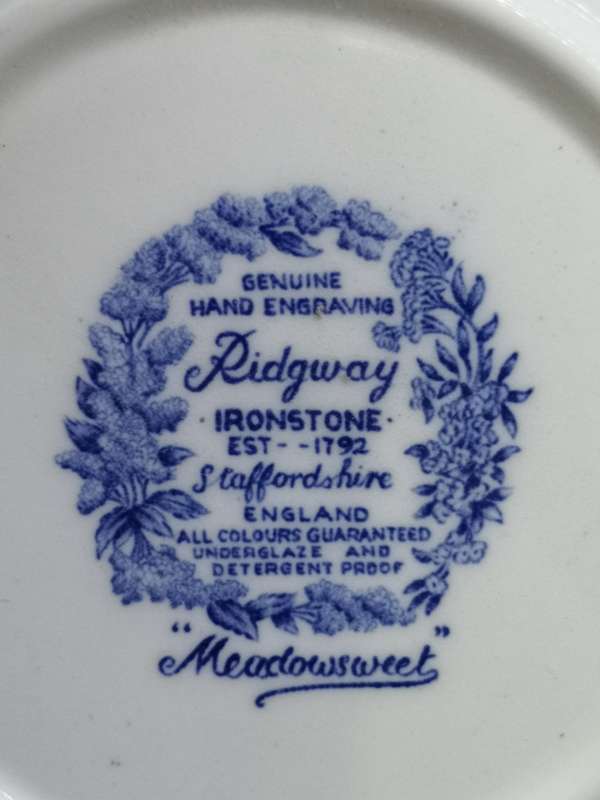 GENUINE
HAND ENGRAVING
Ridgway
·IRONSTONE·
EST--1792
Staffordshire
ENGLAND
ALL COLOURS GUARANTEED
UNDERGLAZE AND
DETERGENT PROOF
"Meadowsweet"